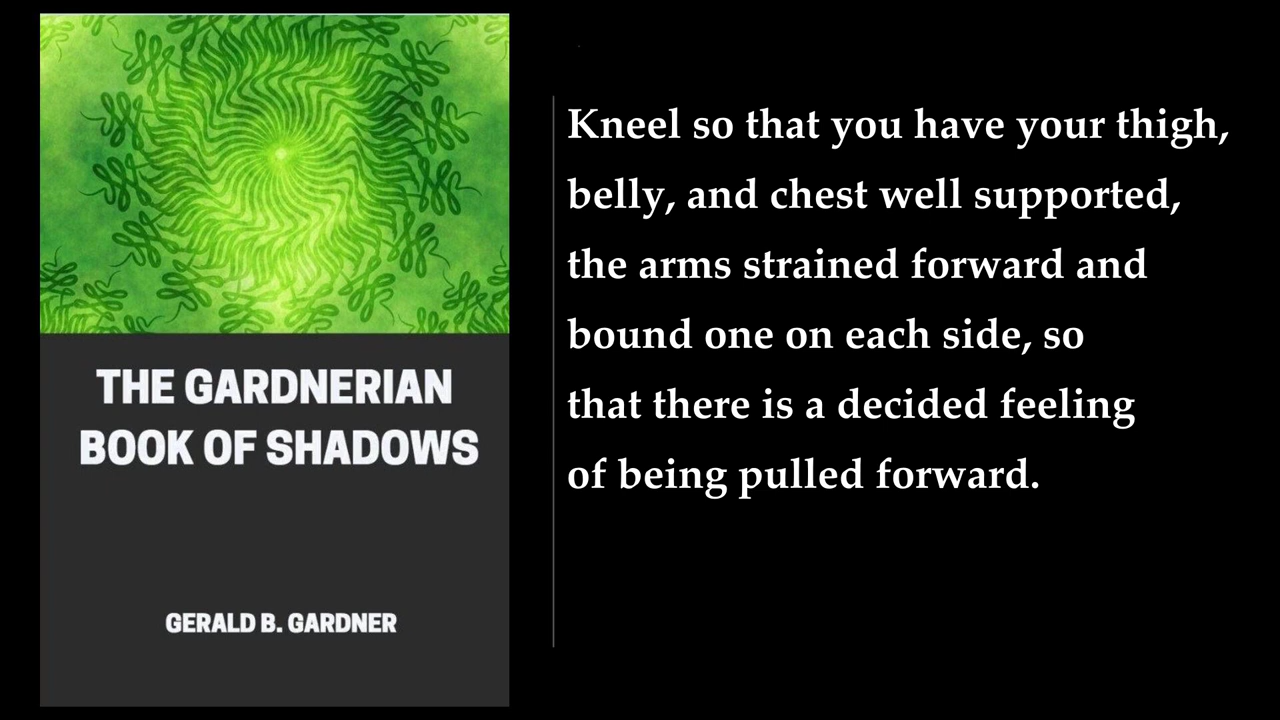 THE GARDNERIAN
BOOK OF SHADOWS
GERALD B. GARDNER
Kneel so that you have your thigh,
belly, and chest well supported,
the arms strained forward and
bound one on each side, so
that there is a decided feeling
of being pulled forward.